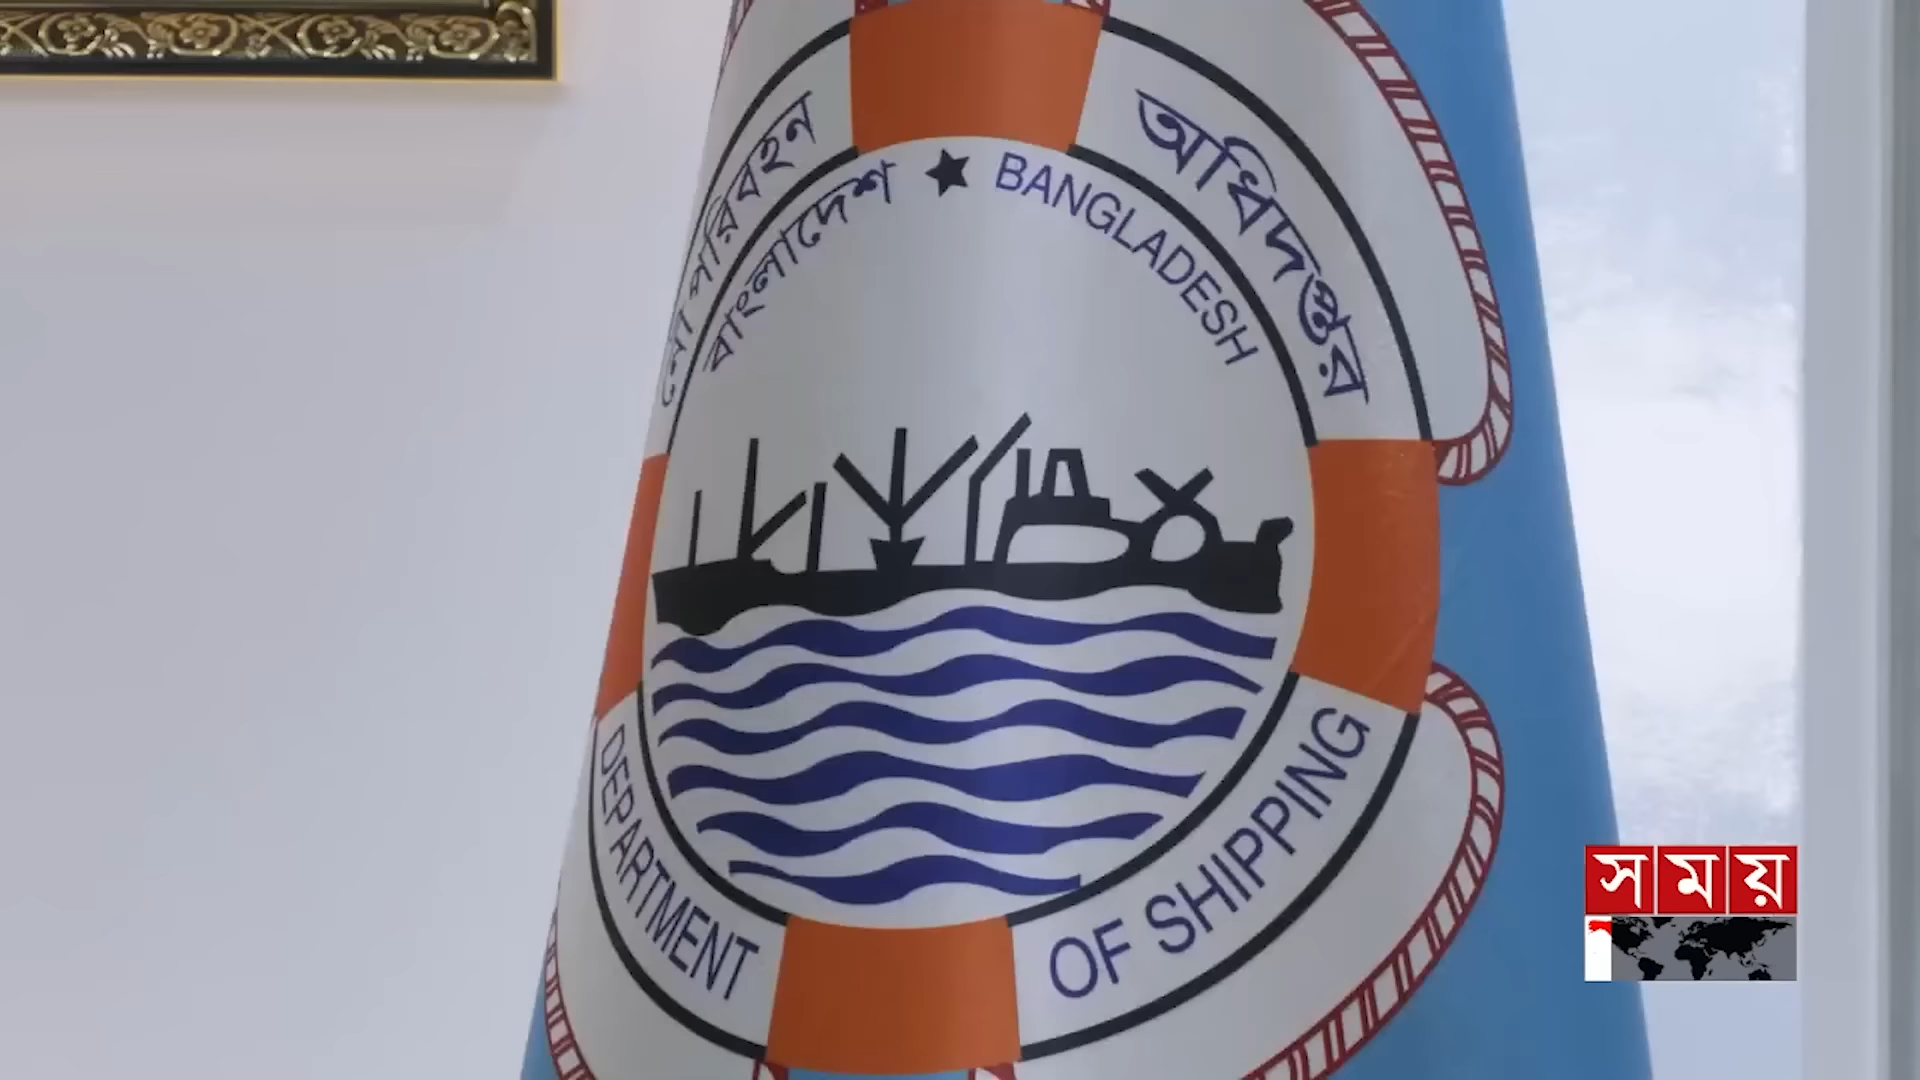 নৌ পরিবহন অধিদপ্তর
বাংলাদেশ ★ BANGLADESH
DEPARTMENT OF SHIPPING
সময়